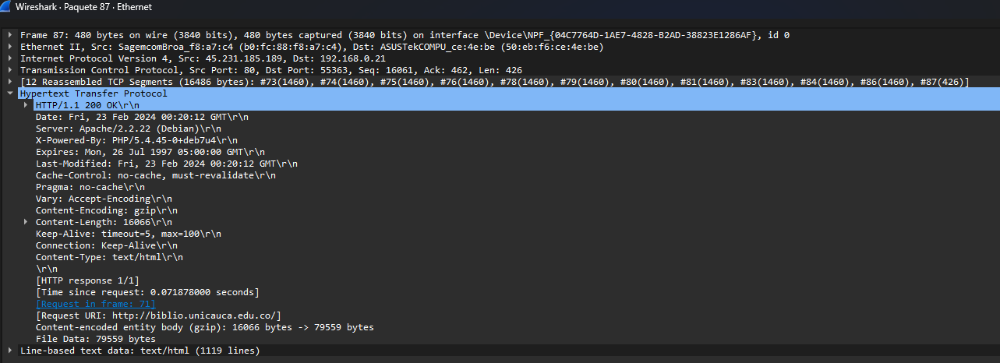 Wireshark · Paquete 87 · Ethernet
Frame 87: 480 bytes on wire (3840 bits), 480 bytes captured (3840 bits) on interface \Device\NPF_{04C7764D-1AE7-4828-B2AD-38823E1286AF}, id 0
Ethernet II, Src: SagemcomBroa_f8:a7:c4 (b0:fc:88:f8:a7:c4), Dst: ASUSTekCOMPU_ce:4e:be (50:eb:f6:ce:4e:be)
Internet Protocol Version 4, Src: 45.231.185.189, Dst: 192.168.0.21
Transmission Control Protocol, Src Port: 80, Dst Port: 55363, Seq: 16061, Ack: 462, Len: 426
[12 Reassembled TCP Segments (16486 bytes): #73(1460), #74(1460), #75(1460), #76(1460), #78(1460), #79(1460), #80(1460), #81(1460), #83(1460), #84(1460), #86(1460), #87(426)]
Hypertext Transfer Protocol
HTTP/1.1 200 OK\r\n
Date: Fri, 23 Feb 2024 00:20:12 GMT\r\n
Server: Apache/2.2.22 (Debian)\r\n
X-Powered-By: PHP/5.4.45-0+deb7u4\r\n
Expires: Mon, 26 Jul 1997 05:00:00 GMT\r\n
Last-Modified: Fri, 23 Feb 2024 00:20:12 GMT\r\n
Cache-Control: no-cache, must-revalidate\r\n
Pragma: no-cache\r\n
Vary: Accept-Encoding\r\n
Content-Encoding: gzip\r\n
Content-Length: 16066\r\n
Keep-Alive: timeout=5, max=100\r\n
Connection: Keep-Alive\r\n
Content-Type: text/html\r\n
\r\n
[HTTP response 1/1]
[Time since request: 0.071878000 seconds]
[Request in frame: 71]
[Request URI: http://biblio.unicauca.edu.co/]
Content-encoded entity body (gzip): 16066 bytes -> 79559 bytes
File Data: 79559 bytes
Line-based text data: text/html (1119 lines)